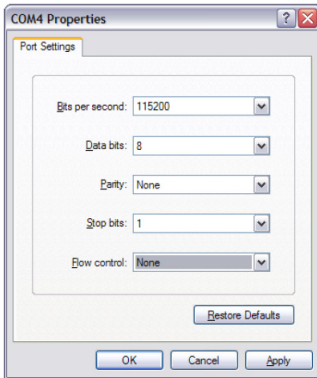 COM4 Properties
Port Settings
Bits per second: 115200
Data bits: 8
Parity: None
Stop bits: 1
Flow control: None
Restore Defaults
OK Cancel Apply